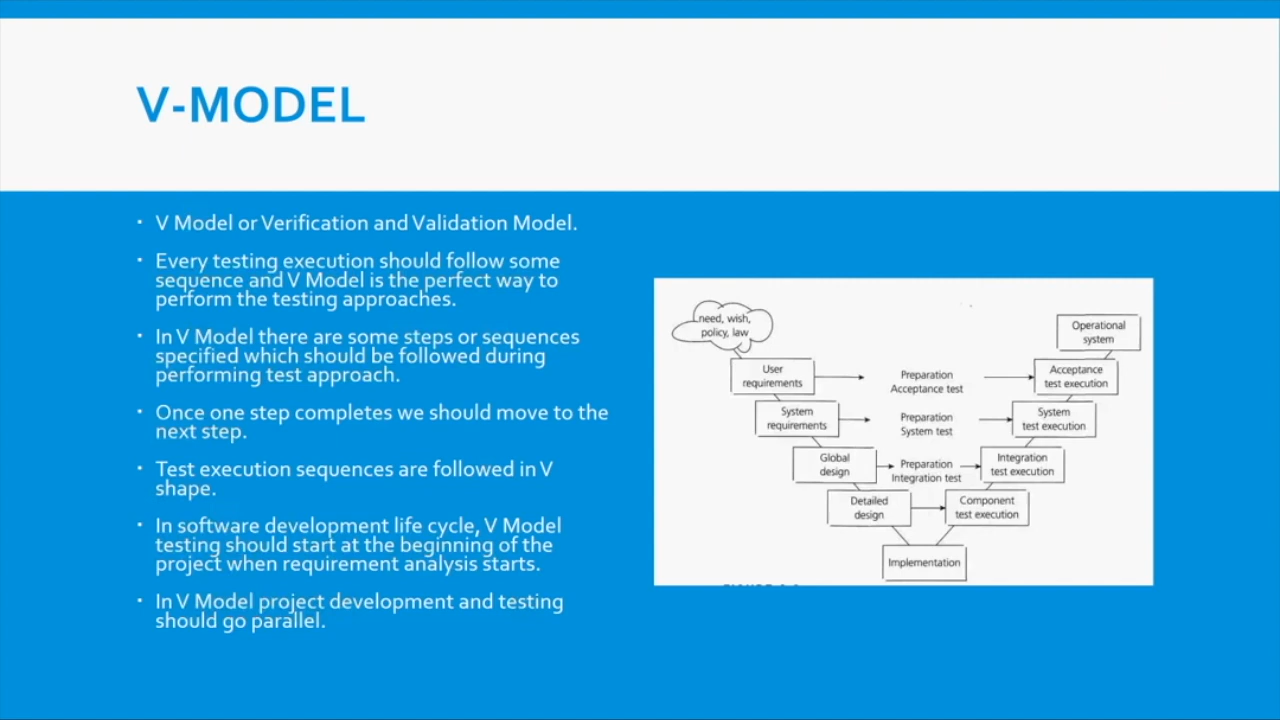 V-MODEL
V Model or Verification and Validation Model.
Every testing execution should follow some
sequence and V Model is the perfect way to
perform the testing approaches.
In V Model there are some steps or sequences
specified which should be followed during
performing test approach.
Once one step completes we should move to the
next step.
Test execution sequences are followed in V
shape.
In software development life cycle, V Model
testing should start at the beginning of the
project when requirement analysis starts.
In V Model project development and testing
should go parallel.
need, wish,
policy, law
Operational
system
User
requirements
Preparation
Acceptance test
Acceptance
test execution
System
requirements
Preparation
System test
System
test execution
Global
design
Preparation
Integration test
Integration
test execution
Detailed
design
Component
test execution
Implementation